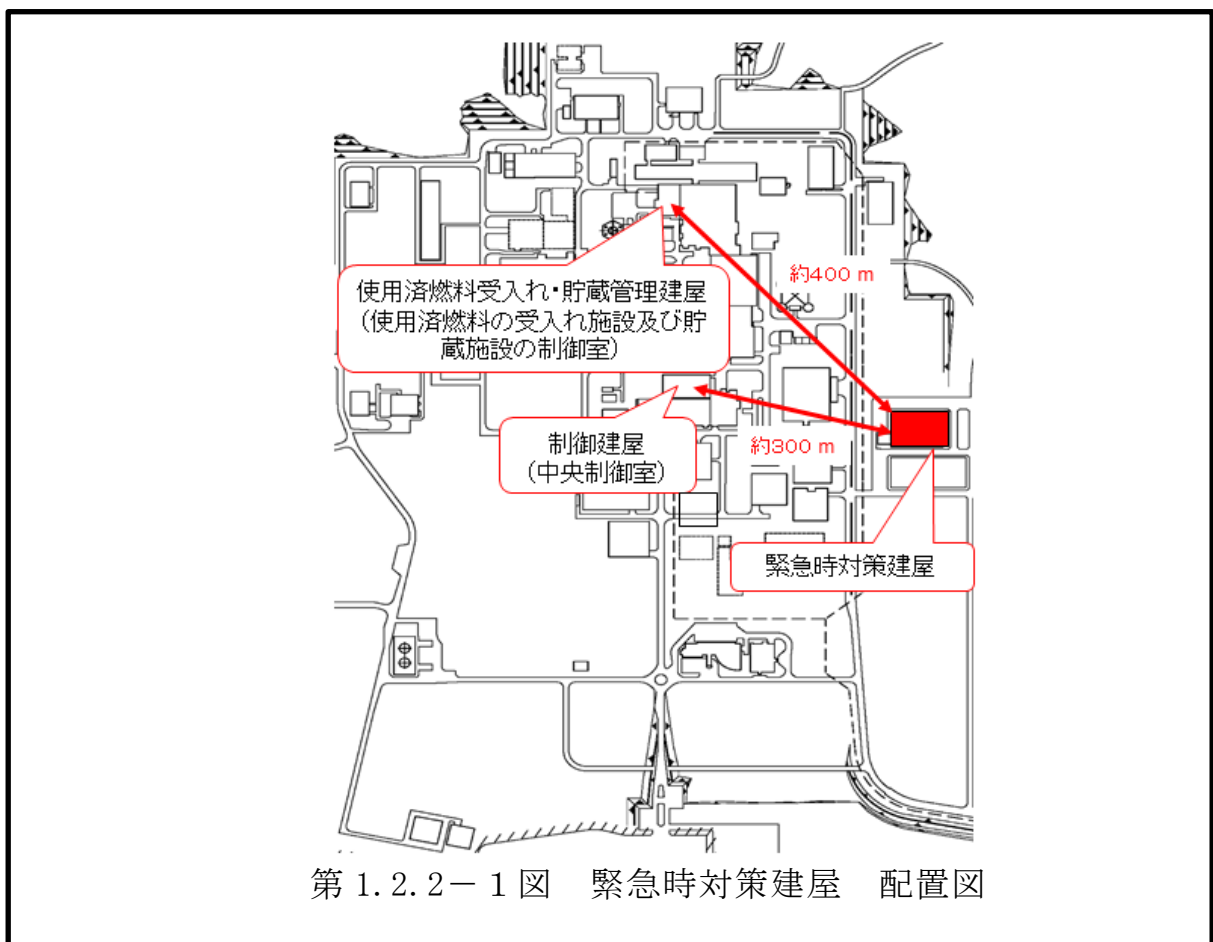 約400 m
使用済燃料受入れ・貯蔵管理建屋
(使用済燃料の受入れ施設及び貯
蔵施設の制御室)
制御建屋
(中央制御室)
約300 m
緊急時対策建屋
第 1.2.2－1図　緊急時対策建屋　配置図